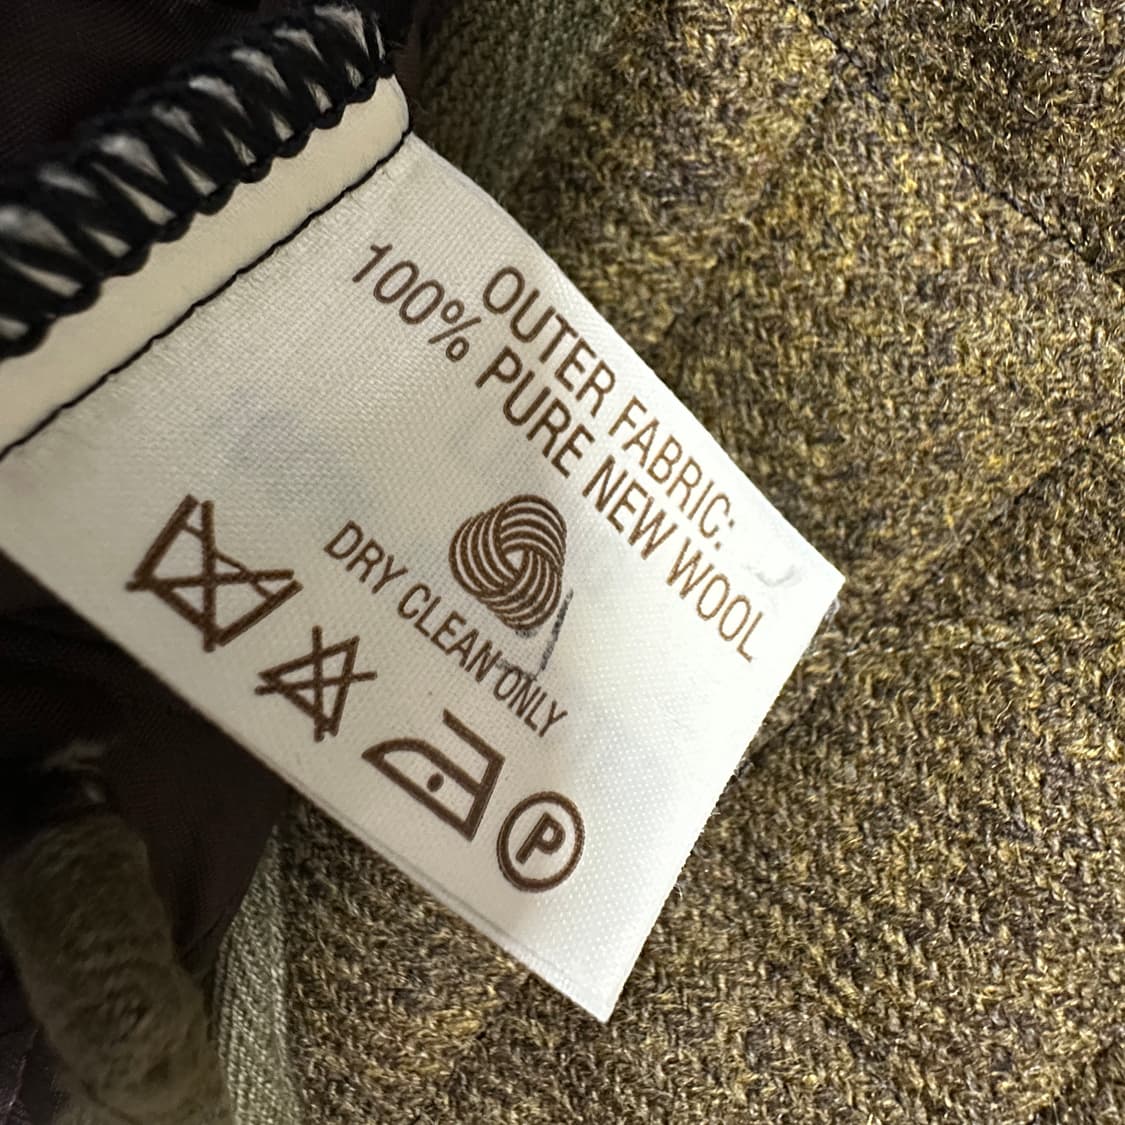 OUTER FABRIC:
100% PURE NEW WOOL
DRY CLEAN ONLY
P